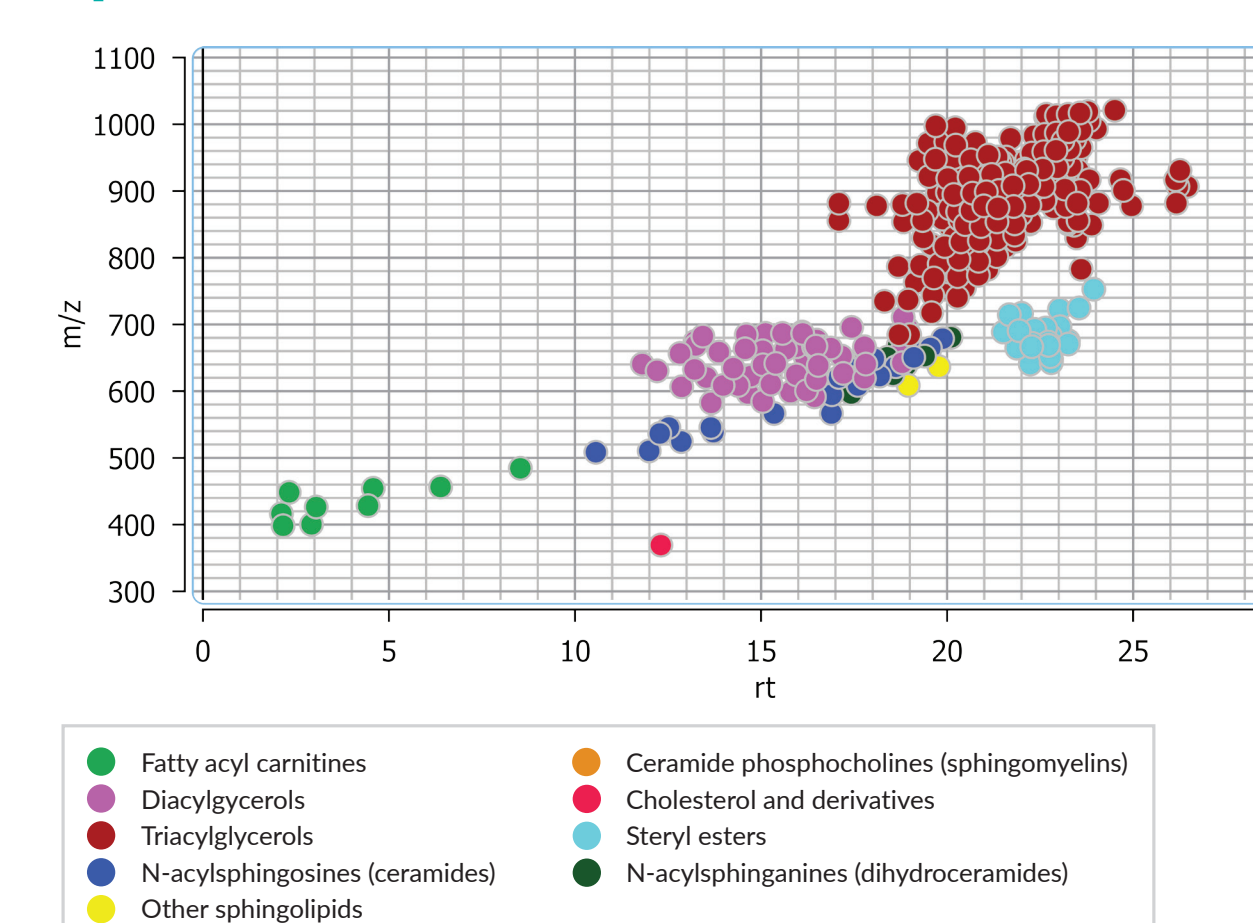 1100
1000
900
800
700
600
500
400
300
m/z
0 5 10 15 20 25
rt
Fatty acyl carnitines
Diacylgycerols
Triacylglycerols
N-acylsphingosines (ceramides)
Other sphingolipids
Ceramide phosphocholines (sphingomyelins)
Cholesterol and derivatives
Steryl esters
N-acylsphinganines (dihydroceramides)